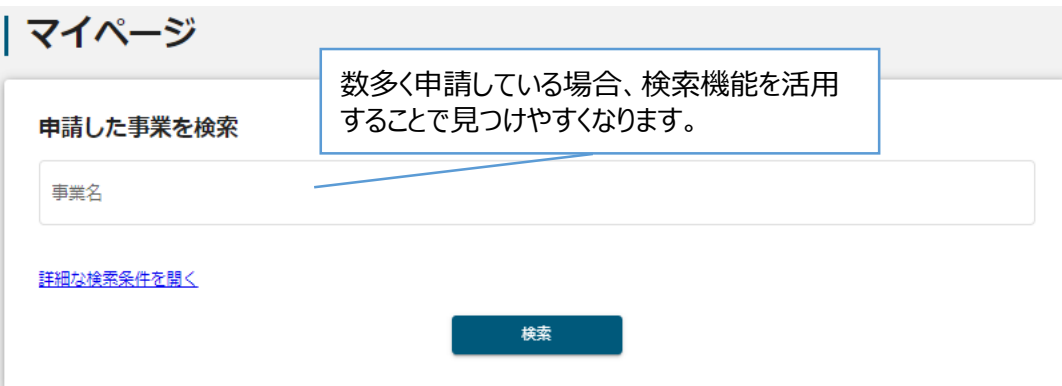 マイページ
数多く申請している場合、検索機能を活用
することで見つけやすくなります。
申請した事業を検索
事業名
詳細な検索条件を開く
検索